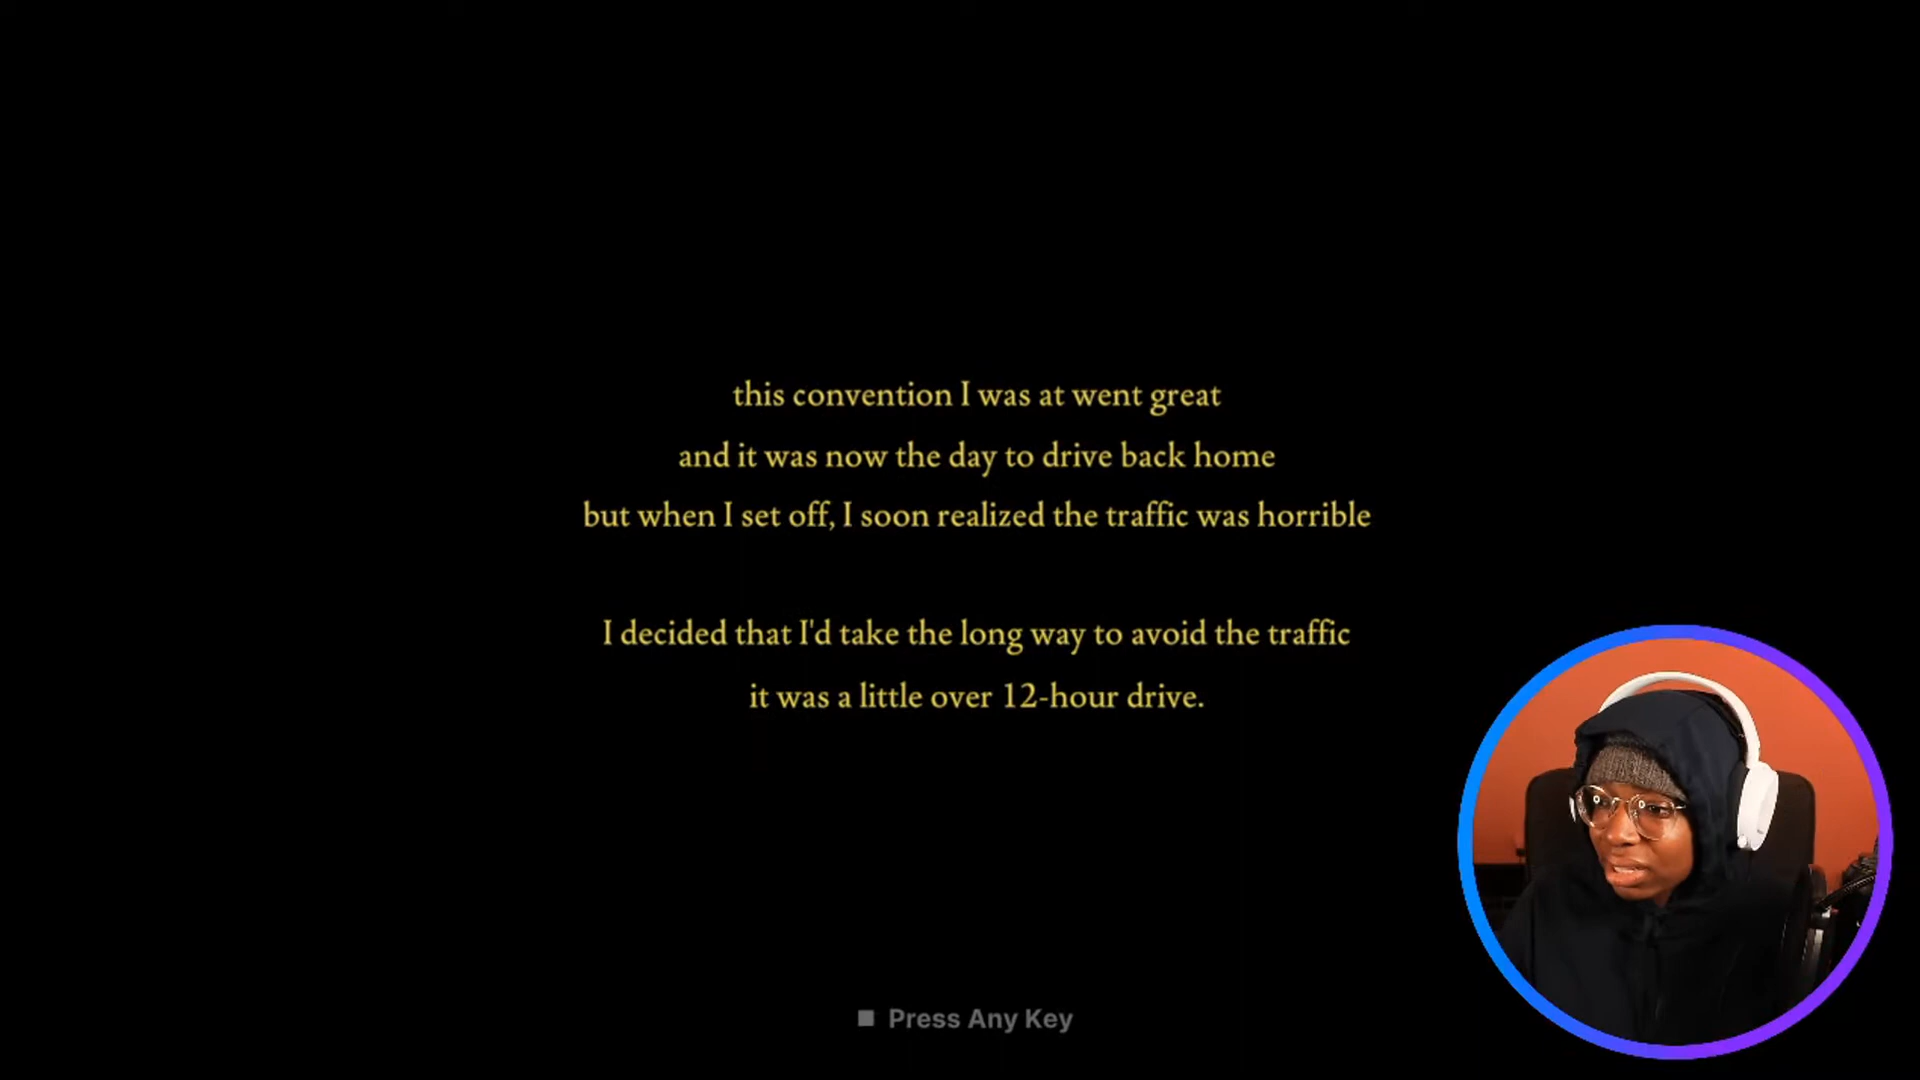 this convention I was at went great
and it was now the day to drive back home
but when I set off, I soon realized the traffic was horrible
I decided that I'd take the long way to avoid the traffic
it was a little over 12-hour drive.
Press Any Key